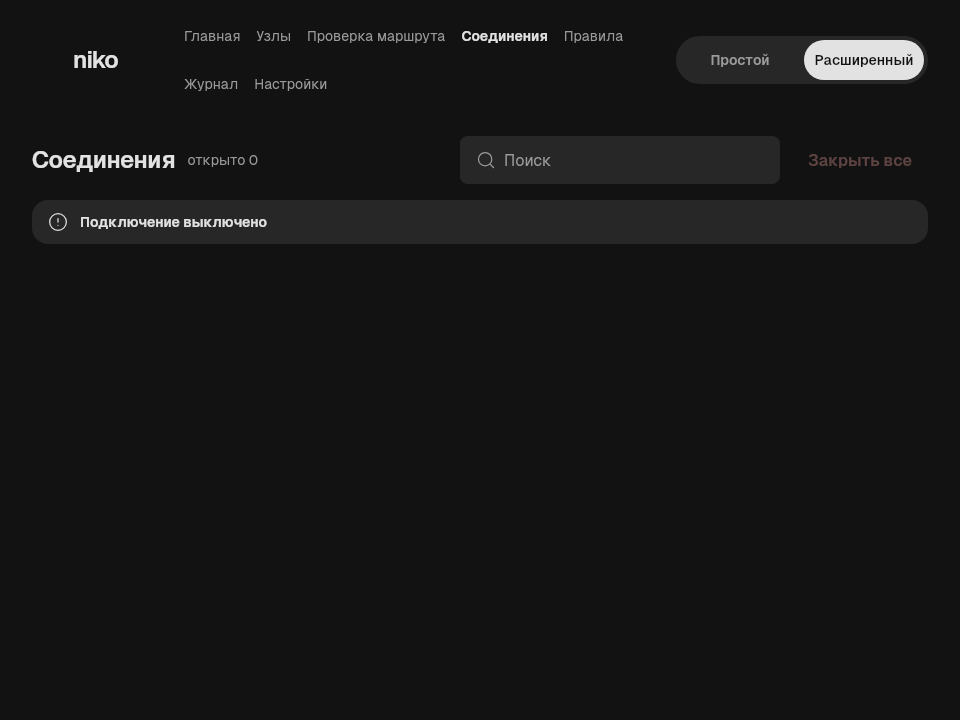 niko
Главная Узлы Проверка маршрута Соединения Правила
Журнал Настройки
Простой Расширенный
Соединения открыто 0
Поиск
Закрыть все
Подключение выключено